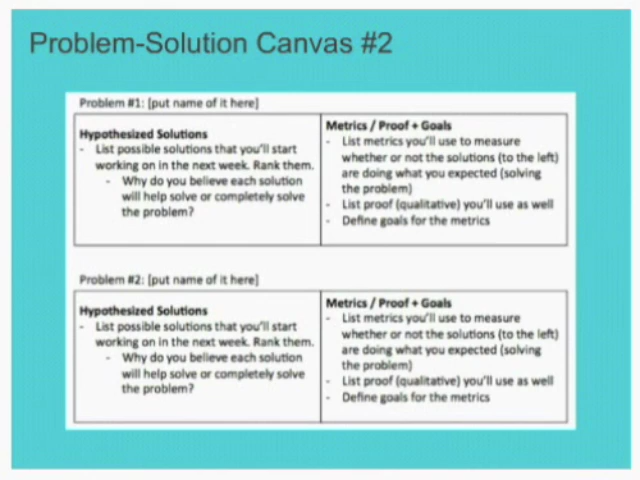 Problem-Solution Canvas #2
Problem #1: [put name of it here]
Hypothesized Solutions
- List possible solutions that you'll start
working on in the next week. Rank them.
- Why do you believe each solution
will help solve or completely solve
the problem?
Metrics / Proof + Goals
- List metrics you'll use to measure
whether or not the solutions (to the left)
are doing what you expected (solving
the problem)
- List proof (qualitative) you'll use as well
- Define goals for the metrics
Problem #2: [put name of it here]
Hypothesized Solutions
- List possible solutions that you'll start
working on in the next week. Rank them.
- Why do you believe each solution
will help solve or completely solve
the problem?
Metrics / Proof + Goals
- List metrics you'll use to measure
whether or not the solutions (to the left)
are doing what you expected (solving
the problem)
- List proof (qualitative) you'll use as well
- Define goals for the metrics